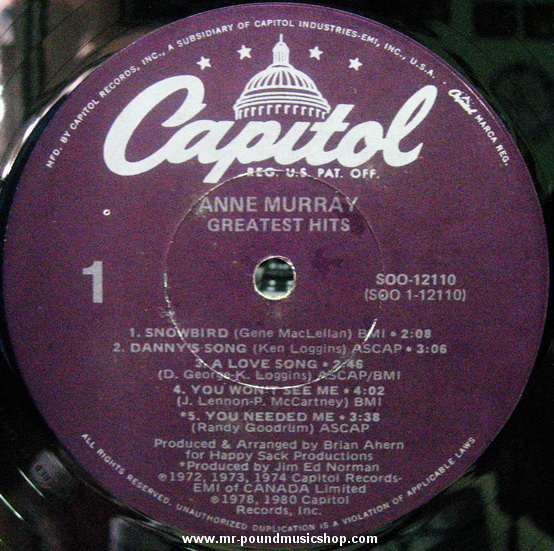 MFD. BY CAPITOL RECORDS, INC., A SUBSIDIARY OF CAPITOL INDUSTRIES-EMI, INC., U.S.A.
Capitol MARCA REG.
Capitol
REG. U.S. PAT. OFF.
ANNE MURRAY
GREATEST HITS
1
SOO-12110
(SOO 1-12110)
1. SNOWBIRD (Gene MacLellan) BMI • 2:08
2. DANNY'S SONG (Ken Loggins) ASCAP • 3:06
3. A LOVE SONG • 2:46
(D. George-K. Loggins) ASCAP/BMI
4. YOU WON'T SEE ME • 4:02
(J. Lennon-P. McCartney) BMI
*5. YOU NEEDED ME • 3:38
(Randy Goodrum) ASCAP
Produced & Arranged by Brian Ahern
for Happy Sack Productions
*Produced by Jim Ed Norman
℗1972, 1973, 1974 Capitol Records-
EMI of CANADA Limited
℗1978, 1980 Capitol
Records, Inc.
ALL RIGHTS RESERVED. UNAUTHORIZED DUPLICATION IS A VIOLATION OF APPLICABLE LAWS
www.mr-poundmusicshop.com